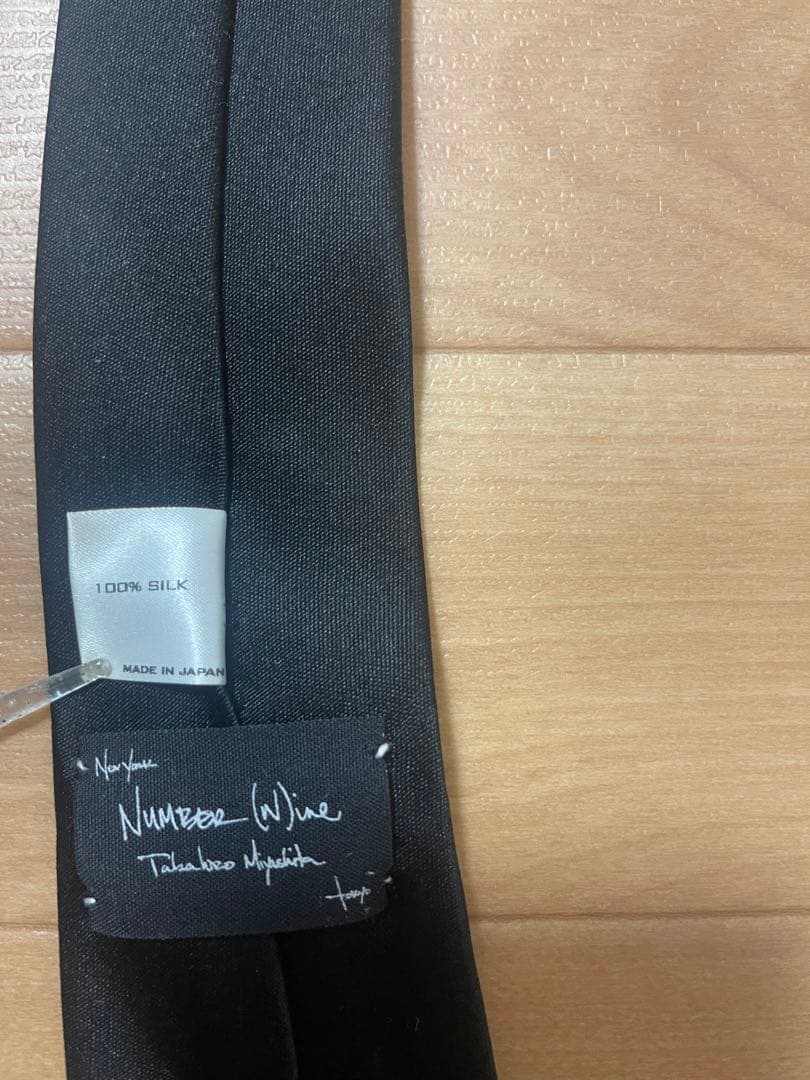 100% SILK
MADE IN JAPAN
New York
NUMBER (N)ine
Takahiro Miyashita
tokyo